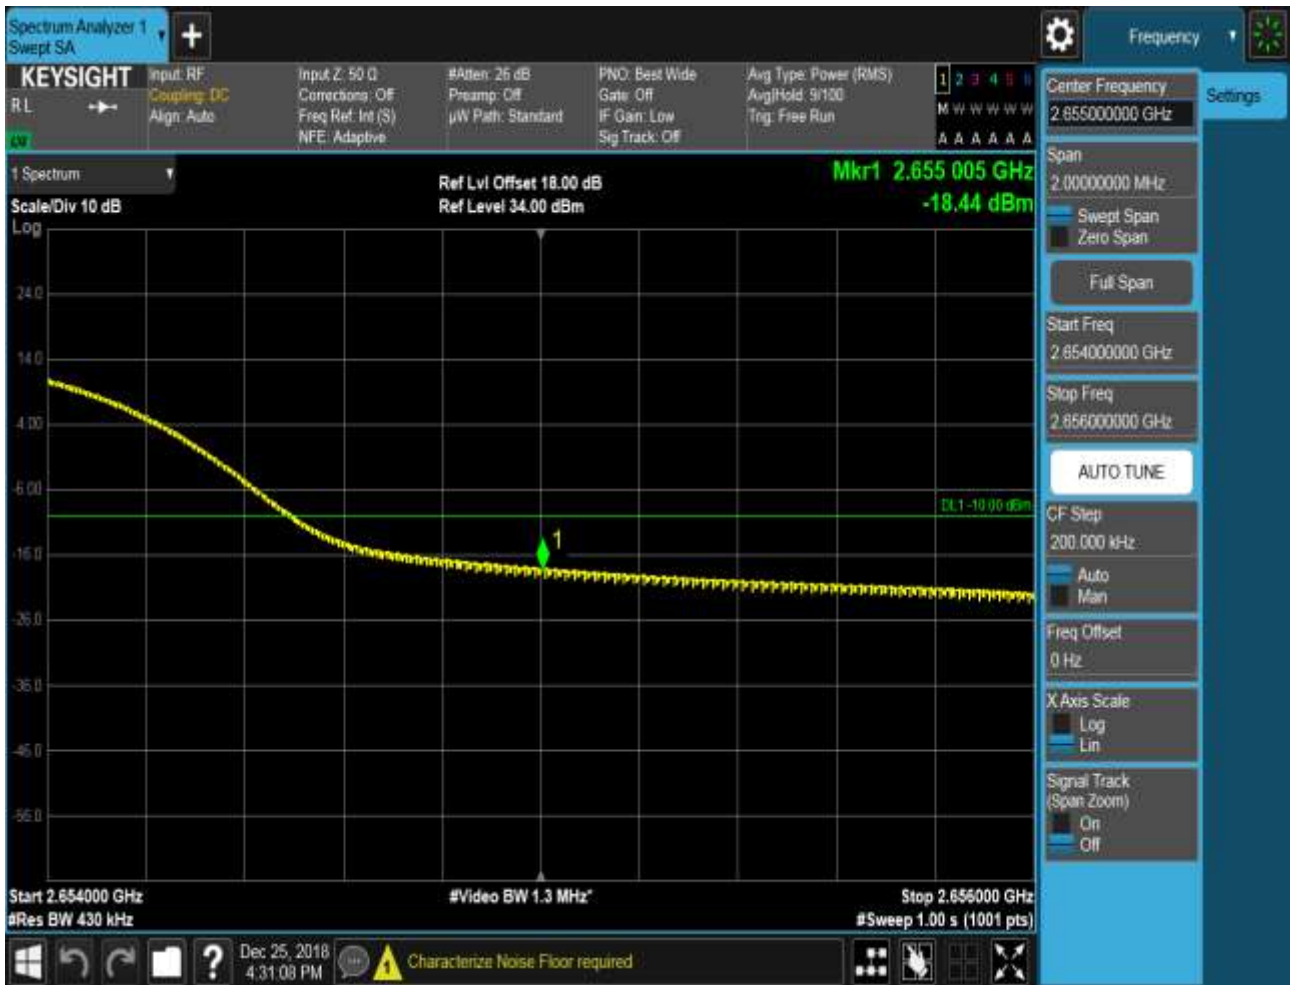 Spectrum Analyzer 1
Swept SA
Frequency
KEYSIGHT
R L
Input: RF
Coupling: DC
Align: Auto
Input Z: 50 Ω
Corrections: Off
Freq Ref: Int (S)
NFE: Adaptive
#Atten: 26 dB
Preamp: Off
µW Path: Standard
PNO: Best Wide
Gate: Off
IF Gain: Low
Sig Track: Off
Avg Type: Power (RMS)
Avg|Hold: 9/100
Trig: Free Run
1 2 3 4 5 6
M W W W W W
A A A A A A
1 Spectrum
Scale/Div 10 dB
Log
Ref Lvl Offset 18.00 dB
Ref Level 34.00 dBm
Mkr1 2.655 005 GHz
-18.44 dBm
24.0
14.0
4.00
-6.00
-16.0
-26.0
-36.0
-46.0
-56.0
DL1 -10.00 dBm
1
Start 2.654000 GHz
#Res BW 430 kHz
#Video BW 1.3 MHz*
Stop 2.656000 GHz
#Sweep 1.00 s (1001 pts)
Center Frequency
2.655000000 GHz
Settings
Span
2.00000000 MHz
Swept Span
Zero Span
Full Span
Start Freq
2.654000000 GHz
Stop Freq
2.656000000 GHz
AUTO TUNE
CF Step
200.000 kHz
Auto
Man
Freq Offset
0 Hz
X Axis Scale
Log
Lin
Signal Track
(Span Zoom)
On
Off
?
Dec 25, 2018
4:31:08 PM
1
Characterize Noise Floor required